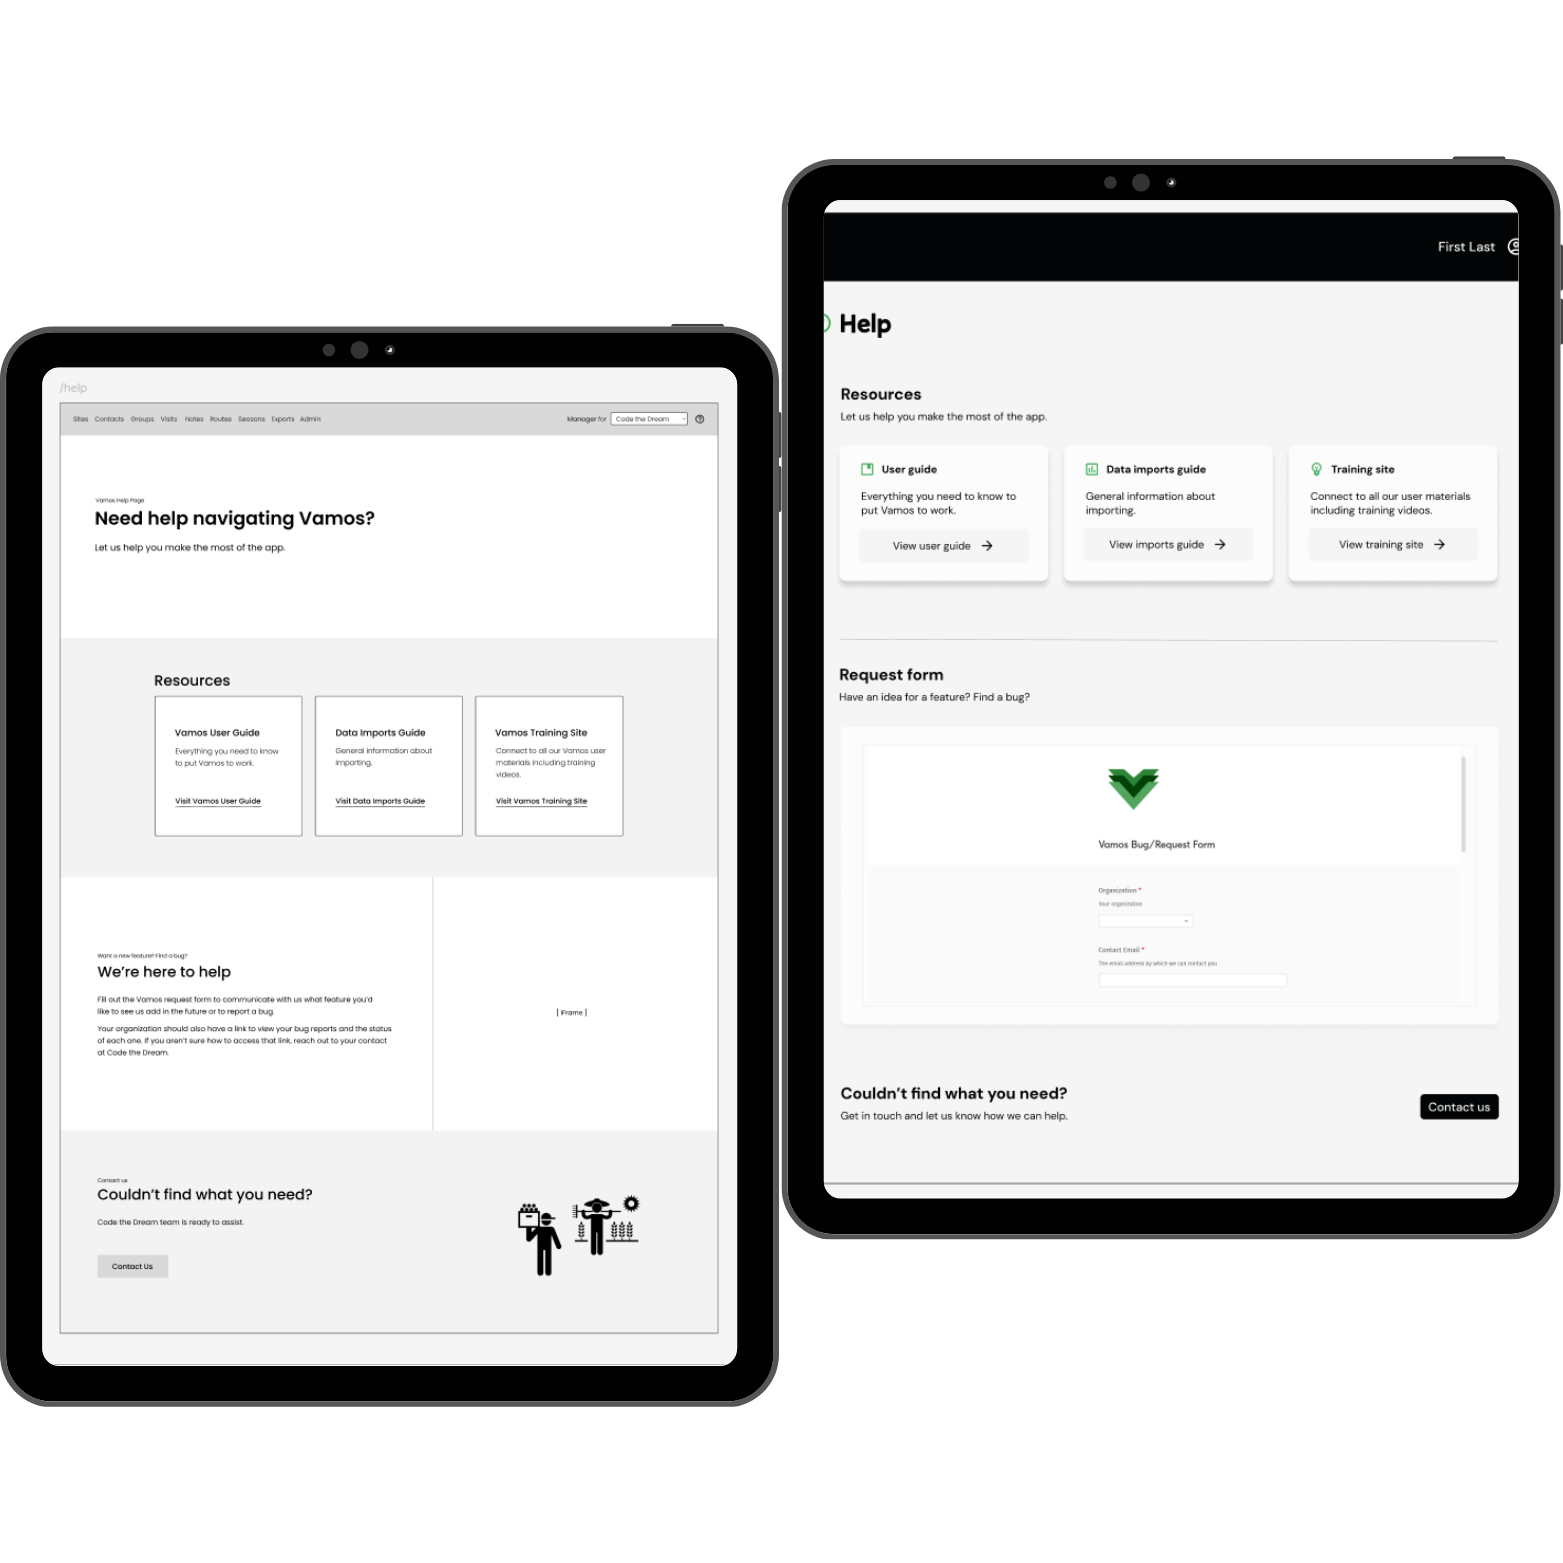 /help
Sites Contacts Groups Visits Notes Routes Seasons Exports Admin
Manager for Code the Dream
Vamos Help Page
Need help navigating Vamos?
Let us help you make the most of the app.
Resources
Vamos User Guide
Everything you need to know
to put Vamos to work.
Visit Vamos User Guide
Data Imports Guide
General information about
importing.
Visit Data Imports Guide
Vamos Training Site
Connect to all our Vamos user
materials including training
videos.
Visit Vamos Training Site
Want a new feature? Find a bug?
We're here to help
Fill out the Vamos request form to communicate with us what feature you'd
like to see us add in the future or to report a bug.
Your organization should also have a link to view your bug reports and the status
of each one. If you aren't sure how to access that link, reach out to your contact
at Code the Dream.
[ iFrame ]
Contact us
Couldn't find what you need?
Code the Dream team is ready to assist.
Contact Us
First Last
Help
Resources
Let us help you make the most of the app.
User guide
Everything you need to know to
put Vamos to work.
View user guide →
Data imports guide
General information about
importing.
View imports guide →
Training site
Connect to all our user materials
including training videos.
View training site →
Request form
Have an idea for a feature? Find a bug?
Vamos Bug/Request Form
Organization *
Your organization
Contact Email *
The email address by which we can contact you
Couldn't find what you need?
Get in touch and let us know how we can help.
Contact us